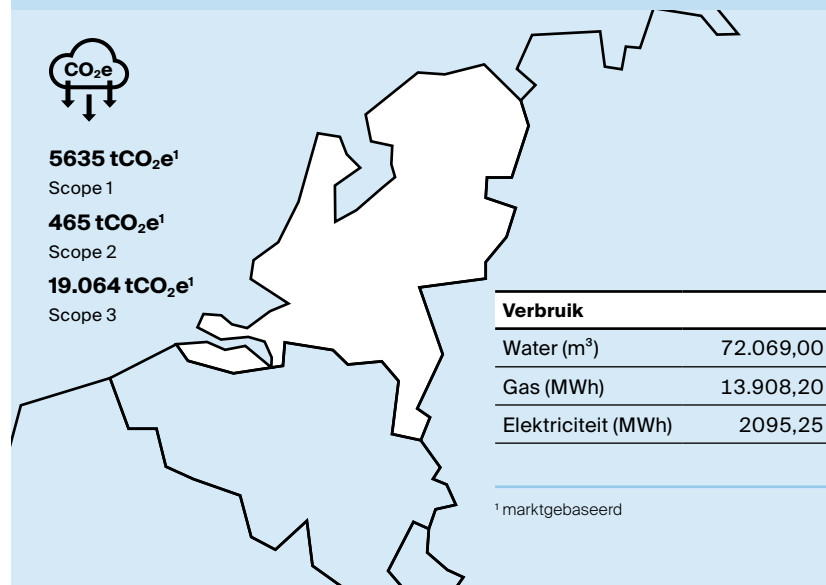 CO₂e
5635 tCO₂e¹
Scope 1
465 tCO₂e¹
Scope 2
19.064 tCO₂e¹
Scope 3
Verbruik
Water (m³) 72.069,00
Gas (MWh) 13.908,20
Elektriciteit (MWh) 2095,25
¹ marktgebaseerd